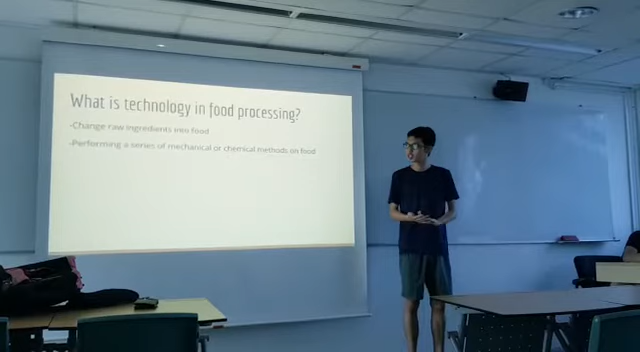 What is technology in food processing?
-Change raw ingredients into food
-Performing a series of mechanical or chemical methods on food